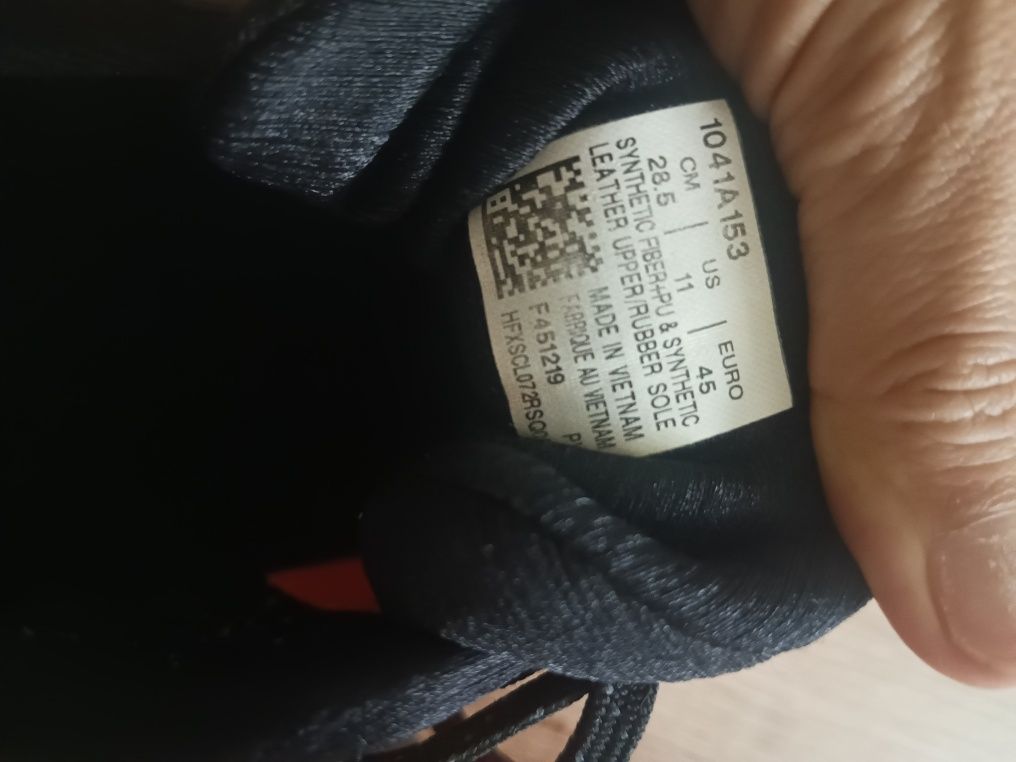 1041A153
CM | US | EURO
28.5 11 45
SYNTHETIC FIBER+PU & SYNTHETIC
LEATHER UPPER/RUBBER SOLE
MADE IN VIETNAM
FABRIQUE AU VIETNAM
F451219
HFXSCL072RSQ